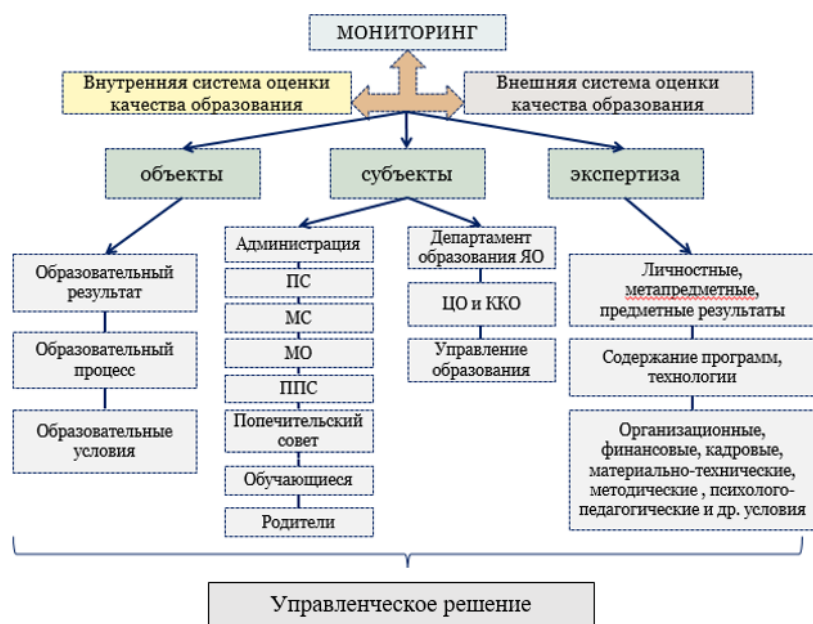 МОНИТОРИНГ
Внутренняя система оценки
качества образования
Внешняя система оценки
качества образования
объекты
субъекты
экспертиза
Образовательный
результат
Образовательный
процесс
Образовательные
условия
Администрация
ПС
МС
МО
ППС
Попечительский
совет
Обучающиеся
Родители
Департамент
образования ЯО
ЦО и ККО
Управление
образования
Личностные,
метапредметные,
предметные результаты
Содержание программ,
технологии
Организационные,
финансовые, кадровые,
материально-технические,
методические , психолого-
педагогические и др. условия
Управленческое решение